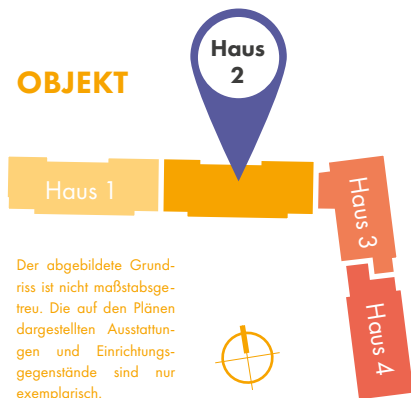 Haus
2
OBJEKT
Haus 1
Haus 3
Haus 4
Der abgebildete Grund-
riss ist nicht maßstabsge-
treu. Die auf den Plänen
dargestellten Ausstattun-
gen und Einrichtungs-
gegenstände sind nur
exemplarisch.